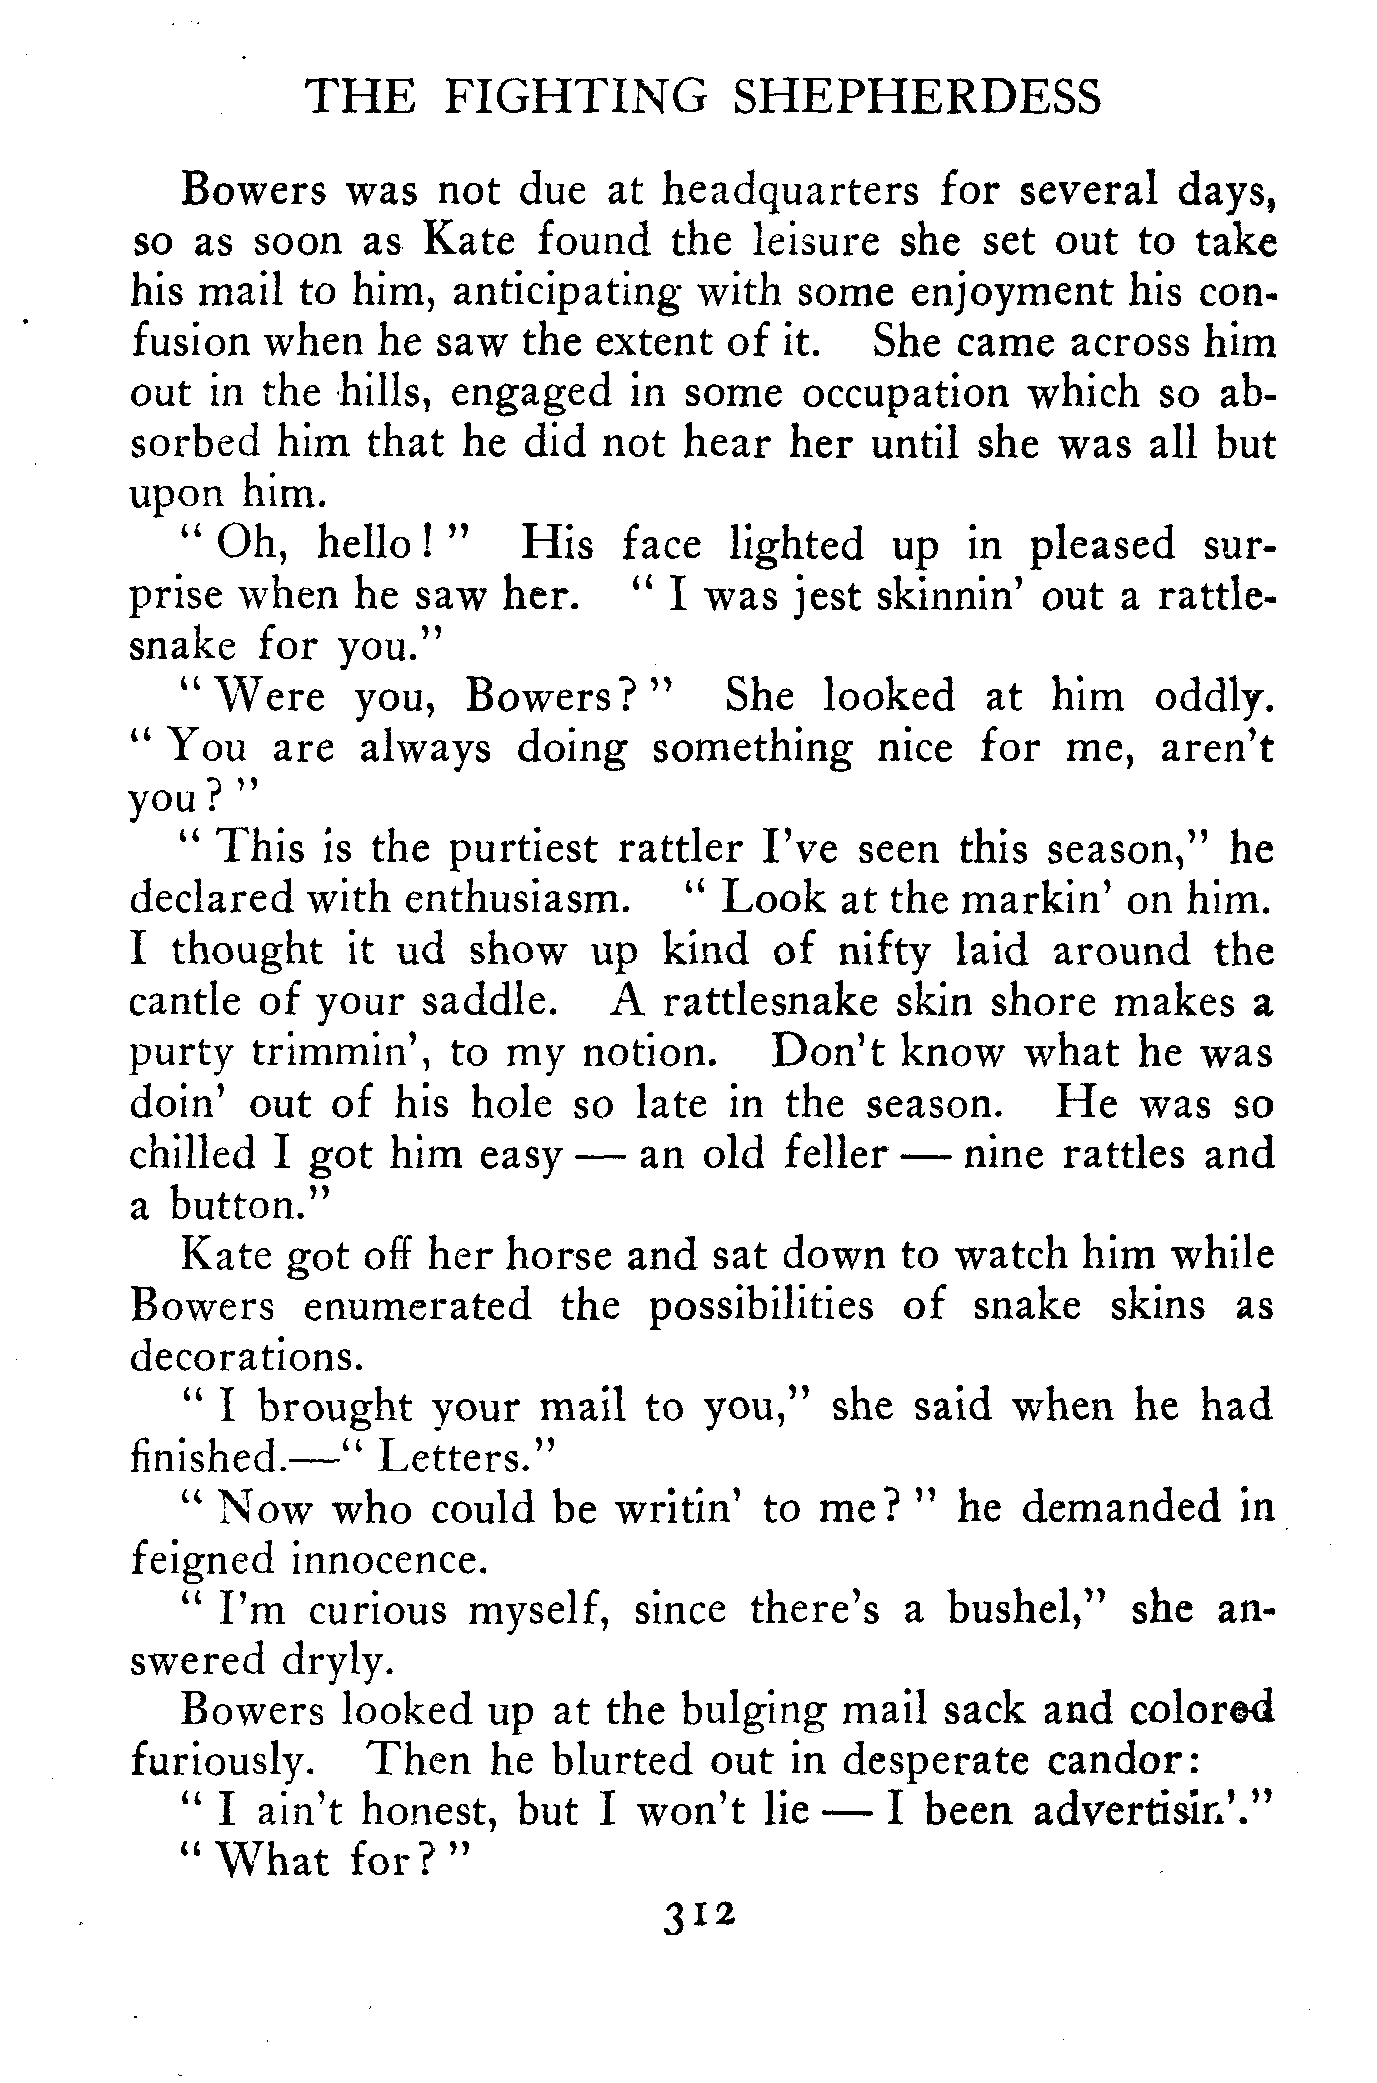 THE FIGHTING SHEPHERDESS
Bowers was not due at headquarters for several days,
so as soon as Kate found the leisure she set out to take
his mail to him, anticipating with some enjoyment his con-
fusion when he saw the extent of it. She came across him
out in the hills, engaged in some occupation which so ab-
sorbed him that he did not hear her until she was all but
upon him.
" Oh, hello! " His face lighted up in pleased sur-
prise when he saw her. " I was jest skinnin' out a rattle-
snake for you."
" Were you, Bowers? " She looked at him oddly.
" You are always doing something nice for me, aren't
you? "
" This is the purtiest rattler I've seen this season," he
declared with enthusiasm. " Look at the markin' on him.
I thought it ud show up kind of nifty laid around the
cantle of your saddle. A rattlesnake skin shore makes a
purty trimmin', to my notion. Don't know what he was
doin' out of his hole so late in the season. He was so
chilled I got him easy — an old feller — nine rattles and
a button."
Kate got off her horse and sat down to watch him while
Bowers enumerated the possibilities of snake skins as
decorations.
" I brought your mail to you," she said when he had
finished.—" Letters."
" Now who could be writin' to me? " he demanded in
feigned innocence.
" I'm curious myself, since there's a bushel," she an-
swered dryly.
Bowers looked up at the bulging mail sack and colored
furiously. Then he blurted out in desperate candor:
" I ain't honest, but I won't lie — I been advertisin'."
" What for? "
312